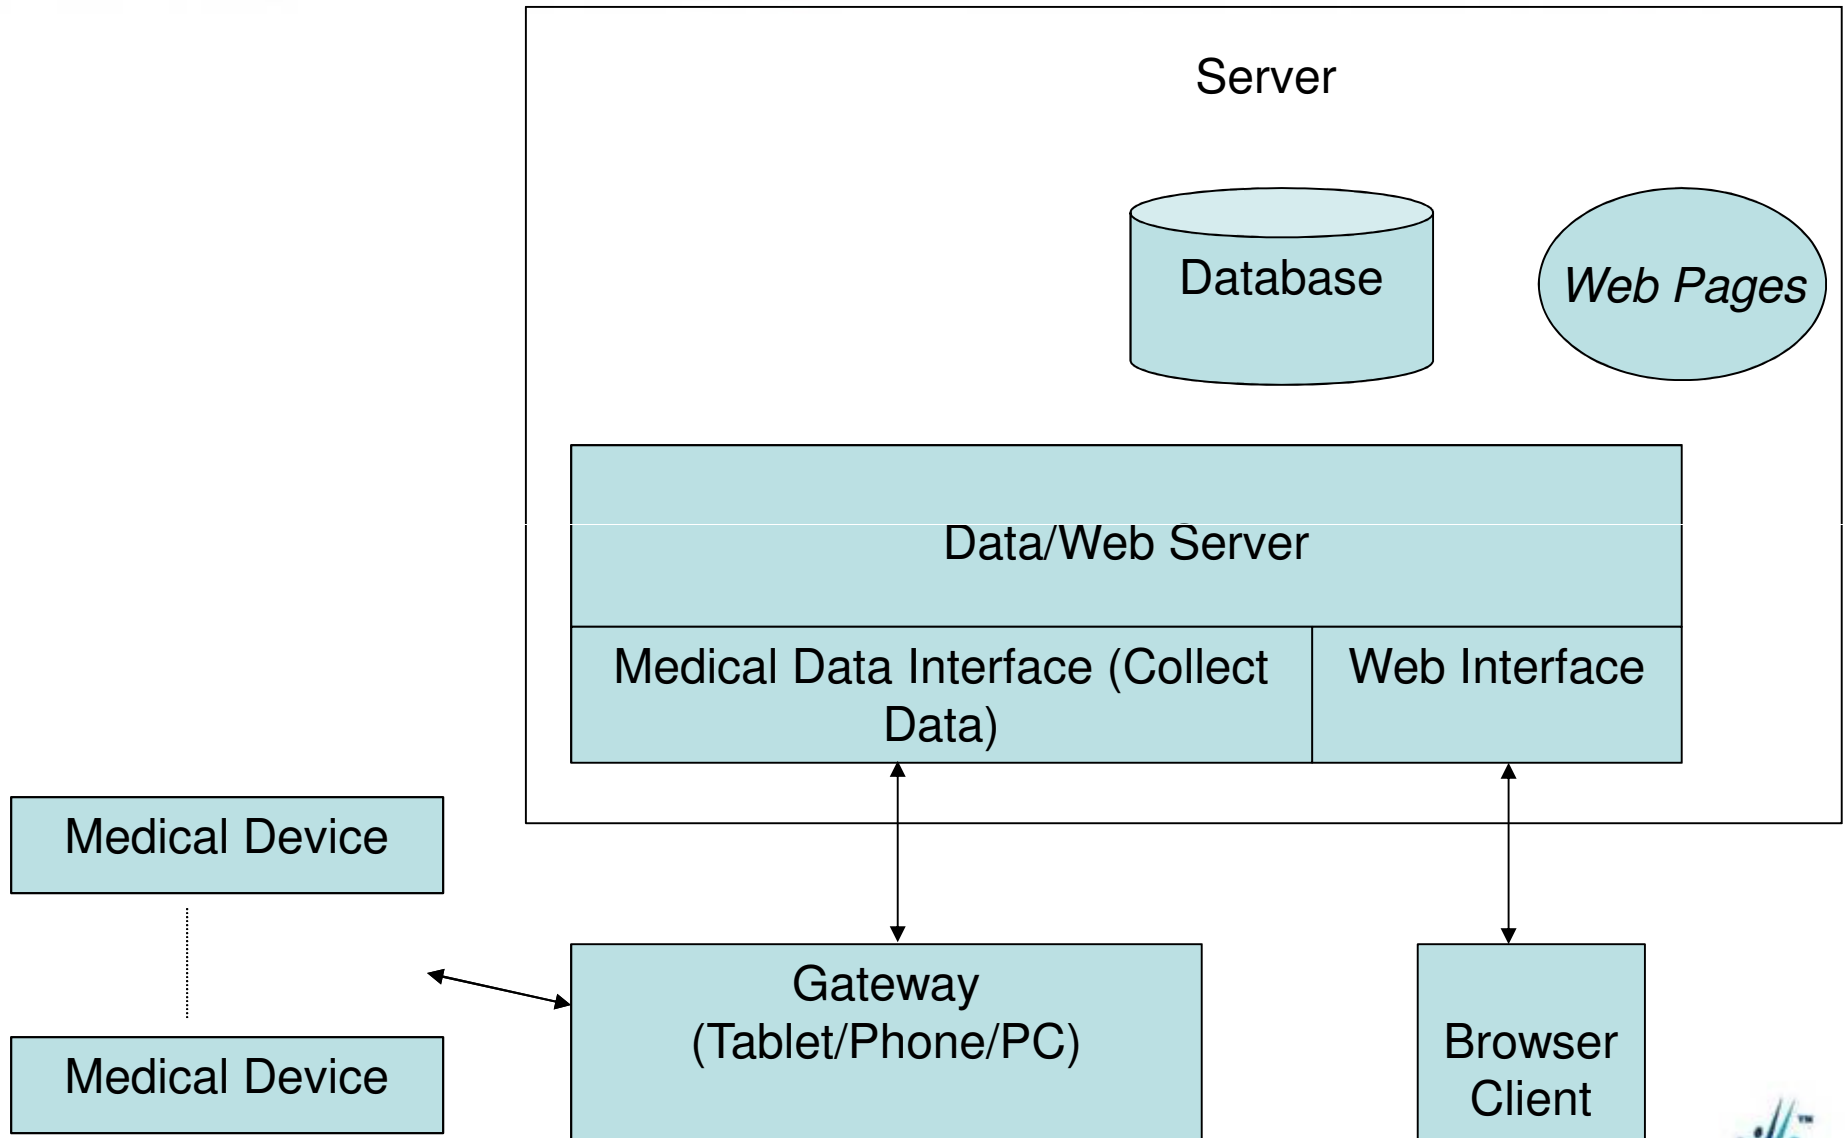 Server
Database
Web Pages
Data/Web Server
Medical Data Interface (Collect
Data)
Web Interface
Medical Device
Medical Device
Gateway
(Tablet/Phone/PC)
Browser
Client
TM